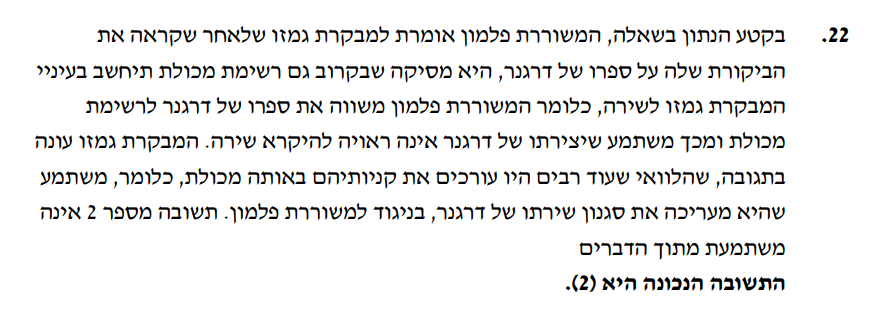 22. בקטע הנתון בשאלה, המשוררת פלמון אומרת למבקרת גמזו שלאחר שקראה את
הביקורת שלה על ספרו של דרגנר, היא מסיקה שבקרוב גם רשימת מכולת תיחשב בעיניי
המבקרת גמזו לשירה, כלומר המשוררת פלמון משווה את ספרו של דרגנר לרשימת
מכולת ומכך משתמע שיצירתו של דרגנר אינה ראויה להיקרא שירה. המבקרת גמזו עונה
בתגובה, שהלוואי שעוד רבים היו עורכים את קניותיהם באותה מכולת, כלומר, משתמע
שהיא מעריכה את סגנון שירתו של דרגנר, בניגוד למשוררת פלמון. תשובה מספר 2 אינה
משתמעת מתוך הדברים
התשובה הנכונה היא (2).